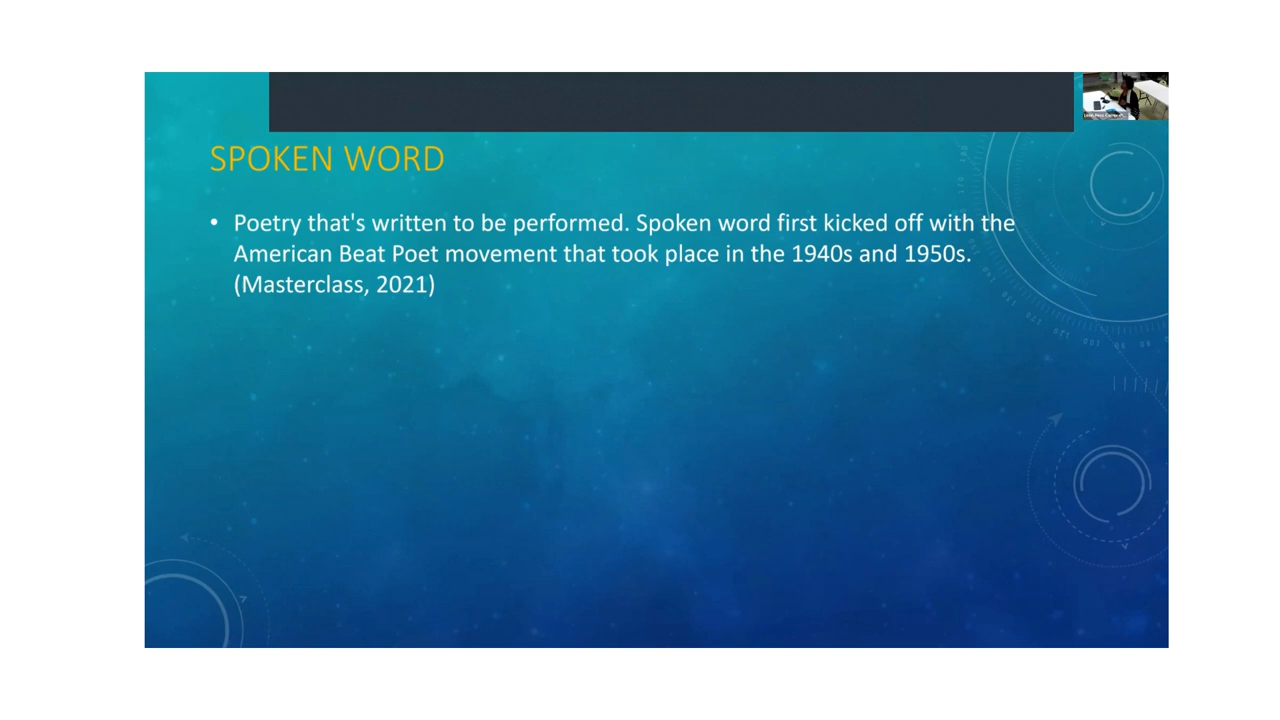 SPOKEN WORD
• Poetry that's written to be performed. Spoken word first kicked off with the
American Beat Poet movement that took place in the 1940s and 1950s.
(Masterclass, 2021)